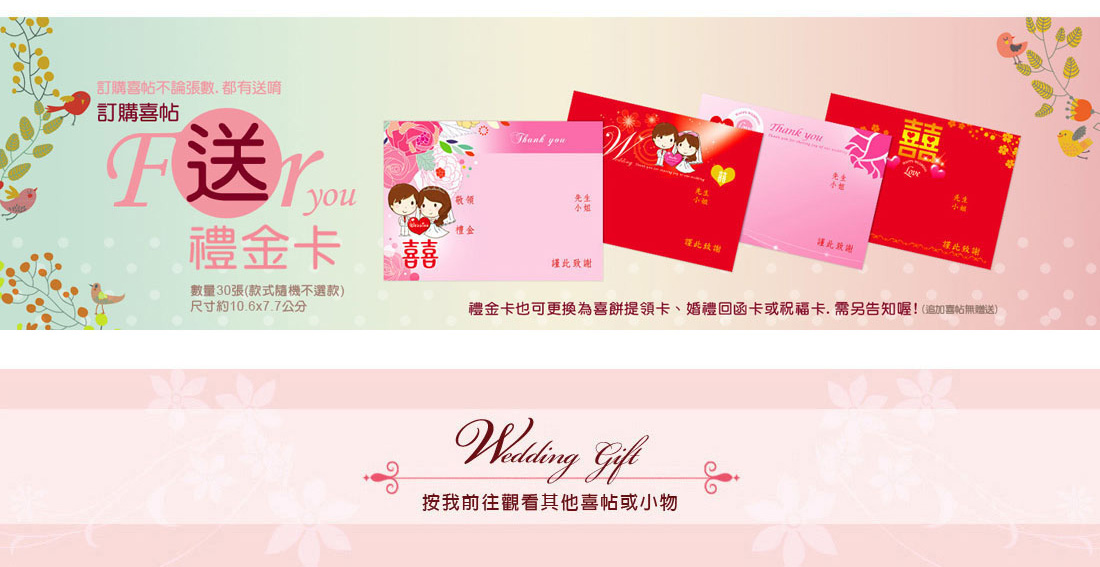 訂購喜帖不論張數.都有送唷
訂購喜帖
For you
送
禮金卡
數量30張(款式隨機不選款)
尺寸約10.6x7.7公分
Thank you
敬領
先生
小姐
禮金
囍
謹此致謝
Wedding
先生
小姐
謹此致謝
Thank you
先生
小姐
謹此致謝
囍
Love
先生
小姐
謹此致謝
禮金卡也可更換為喜餅提領卡、婚禮回函卡或祝福卡.需另告知喔!(追加喜帖無贈送)
Wedding Gift
按我前往觀看其他喜帖或小物